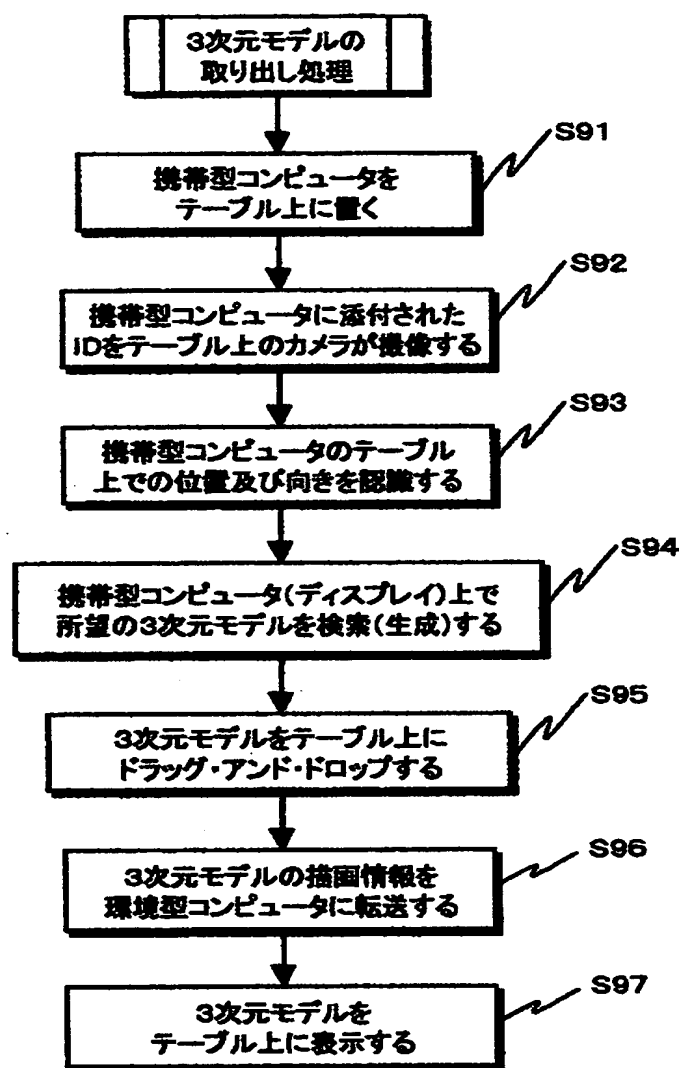 3次元モデルの
取り出し処理
S91
携帯型コンピュータを
テーブル上に置く
S92
携帯型コンピュータに添付された
IDをテーブル上のカメラが撮像する
S93
携帯型コンピュータのテーブル
上での位置及び向きを認識する
S94
携帯型コンピュータ(ディスプレイ)上で
所望の3次元モデルを検索(生成)する
S95
3次元モデルをテーブル上に
ドラッグ・アンド・ドロップする
S96
3次元モデルの描画情報を
環境型コンピュータに転送する
S97
3次元モデルを
テーブル上に表示する